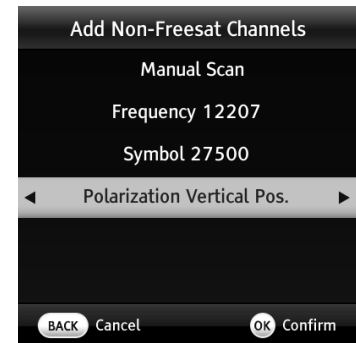 Add Non-Freesat Channels
Manual Scan
Frequency 12207
Symbol 27500
Polarization Vertical Pos.
BACK Cancel OK Confirm